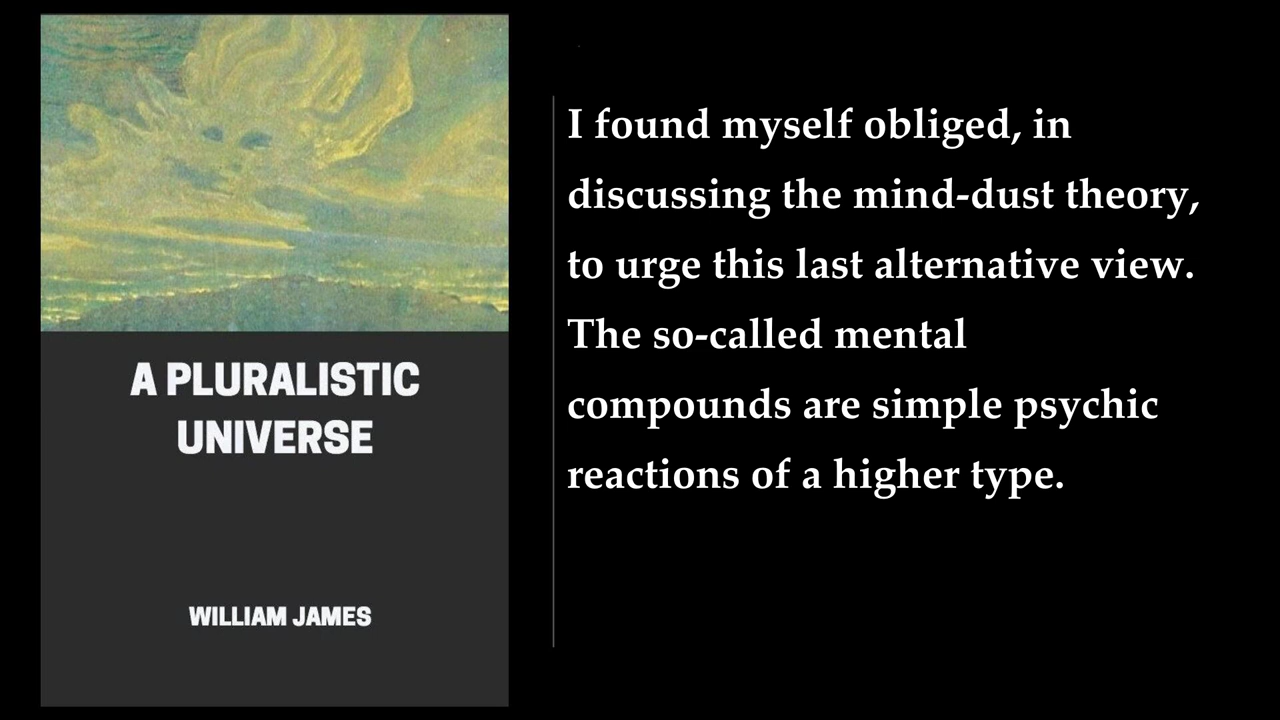 A PLURALISTIC
UNIVERSE
WILLIAM JAMES
I found myself obliged, in
discussing the mind-dust theory,
to urge this last alternative view.
The so-called mental
compounds are simple psychic
reactions of a higher type.